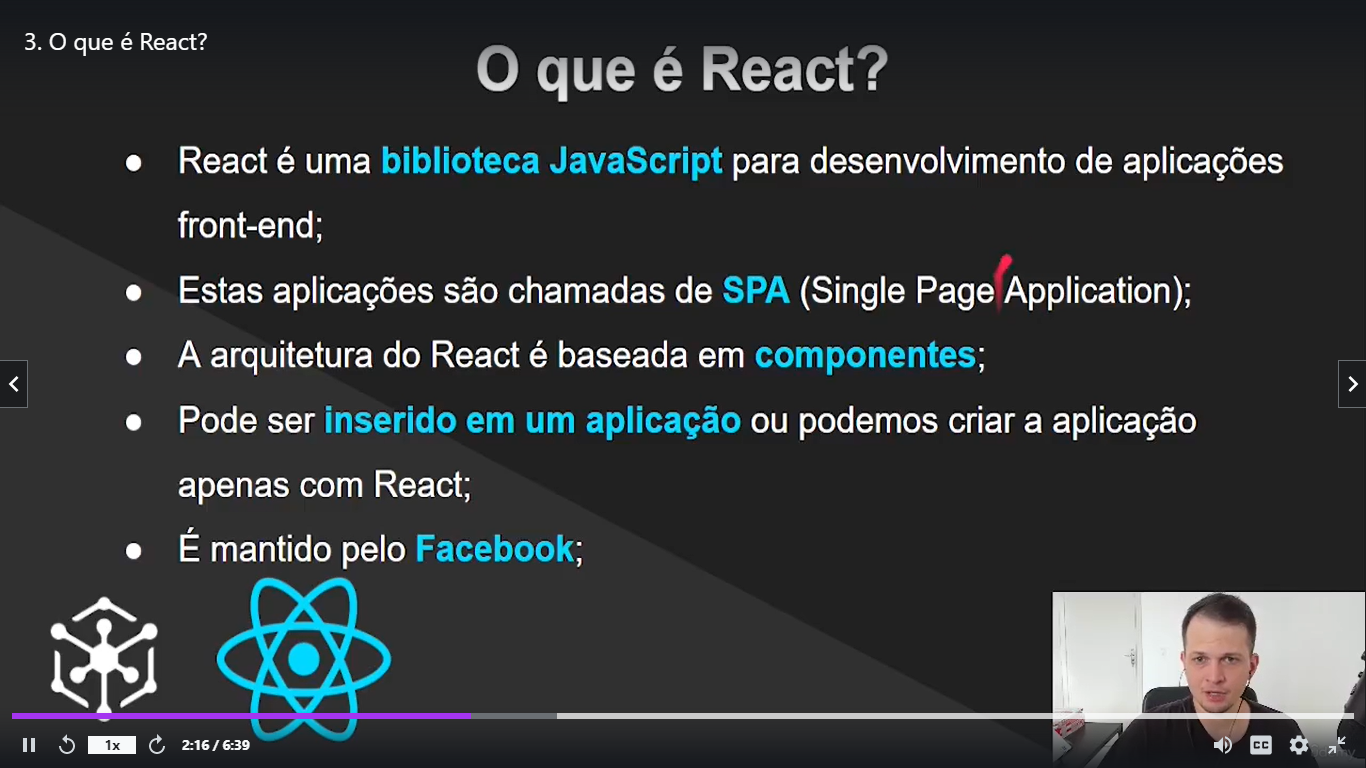 3. O que é React?
O que é React?
● React é uma biblioteca JavaScript para desenvolvimento de aplicações
front-end;
● Estas aplicações são chamadas de SPA (Single Page Application);
● A arquitetura do React é baseada em componentes;
● Pode ser inserido em um aplicação ou podemos criar a aplicação
apenas com React;
● É mantido pelo Facebook;
1x
2:16 / 6:39
CC